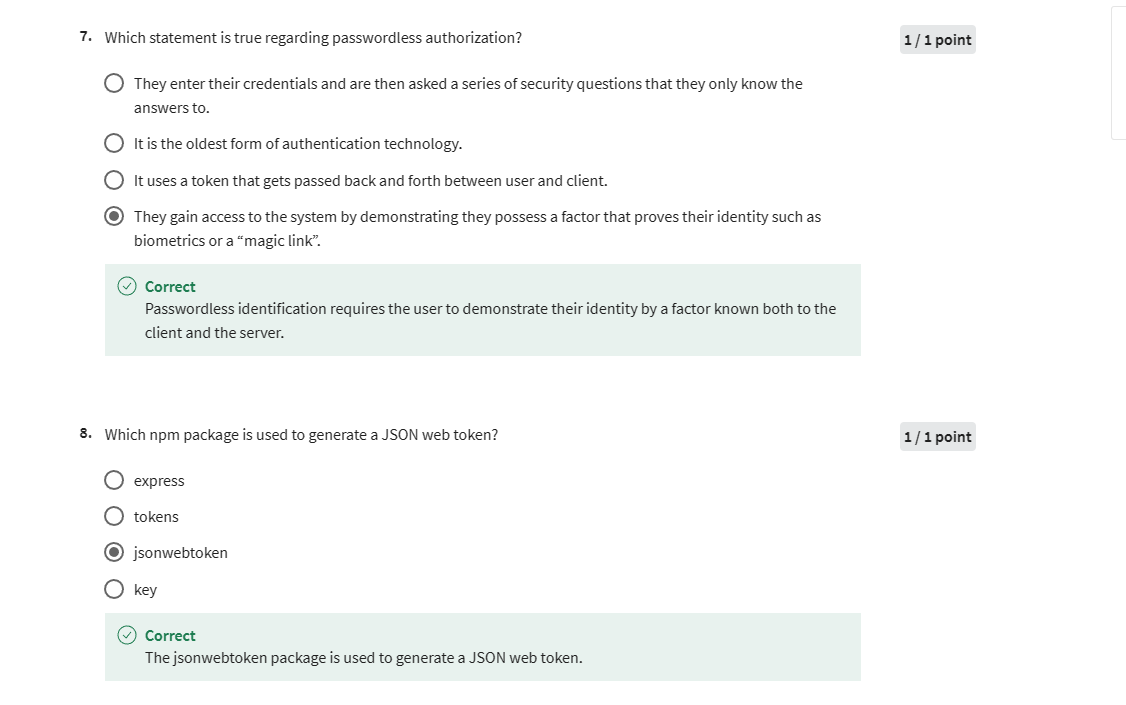 7. Which statement is true regarding passwordless authorization?
1 / 1 point
They enter their credentials and are then asked a series of security questions that they only know the
answers to.
It is the oldest form of authentication technology.
It uses a token that gets passed back and forth between user and client.
They gain access to the system by demonstrating they possess a factor that proves their identity such as
biometrics or a “magic link”.
Correct
Passwordless identification requires the user to demonstrate their identity by a factor known both to the
client and the server.
8. Which npm package is used to generate a JSON web token?
1 / 1 point
express
tokens
jsonwebtoken
key
Correct
The jsonwebtoken package is used to generate a JSON web token.